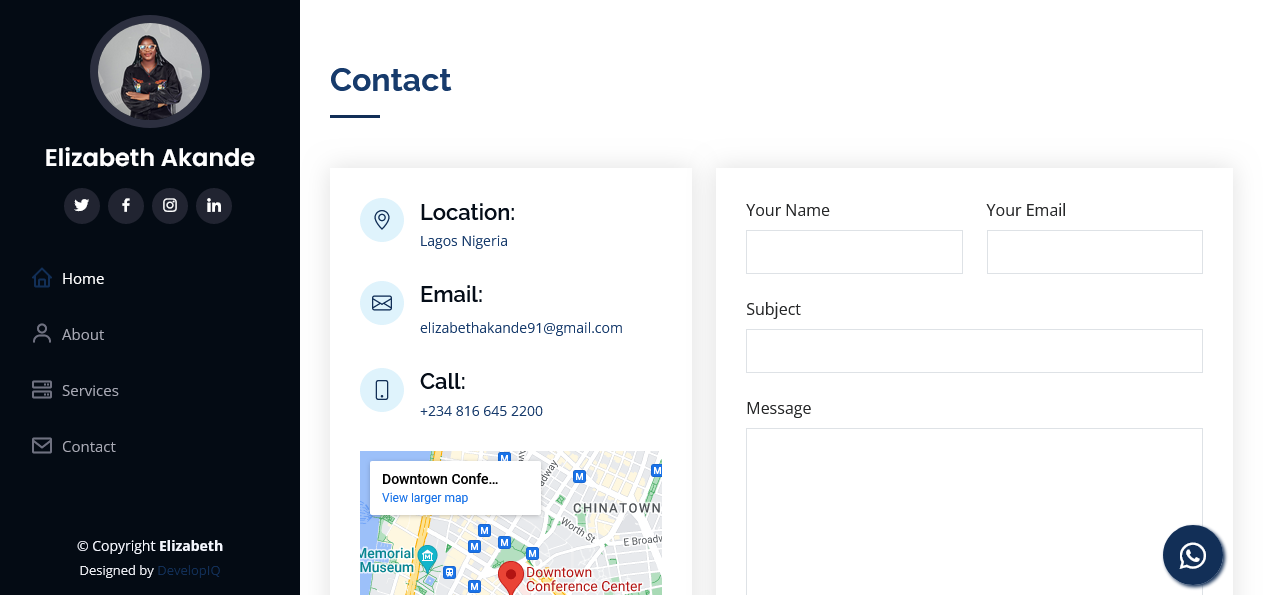 Elizabeth Akande
Home
About
Services
Contact
© Copyright Elizabeth
Designed by DevelopIQ
Contact
Location:
Lagos Nigeria
Email:
elizabethakande91@gmail.com
Call:
+234 816 645 2200
Downtown Confe...
View larger map
M
M
M
adway
CHINATOWN
Worth St
E Broadw
M
M
M
M
Memorial
Museum
M
Downtown
Conference Center
Your Name
Your Email
Subject
Message